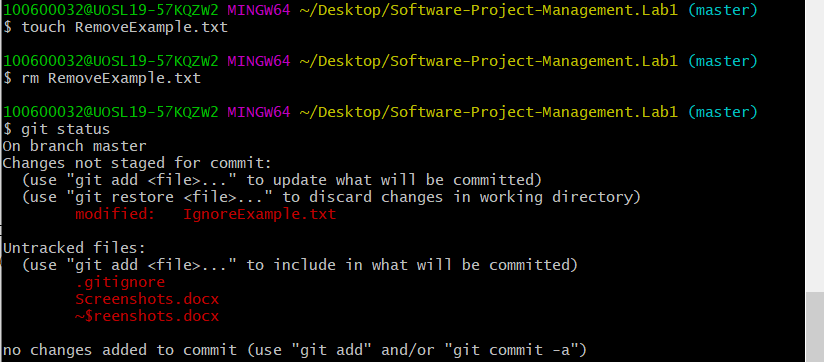 100600032@UOSL19-57KQZW2 MINGW64 ~/Desktop/Software-Project-Management.Lab1 (master)
$ touch RemoveExample.txt
100600032@UOSL19-57KQZW2 MINGW64 ~/Desktop/Software-Project-Management.Lab1 (master)
$ rm RemoveExample.txt
100600032@UOSL19-57KQZW2 MINGW64 ~/Desktop/Software-Project-Management.Lab1 (master)
$ git status
On branch master
Changes not staged for commit:
  (use "git add <file>..." to update what will be committed)
  (use "git restore <file>..." to discard changes in working directory)
        modified:   IgnoreExample.txt
Untracked files:
  (use "git add <file>..." to include in what will be committed)
        .gitignore
        Screenshots.docx
        ~$reenshots.docx
no changes added to commit (use "git add" and/or "git commit -a")